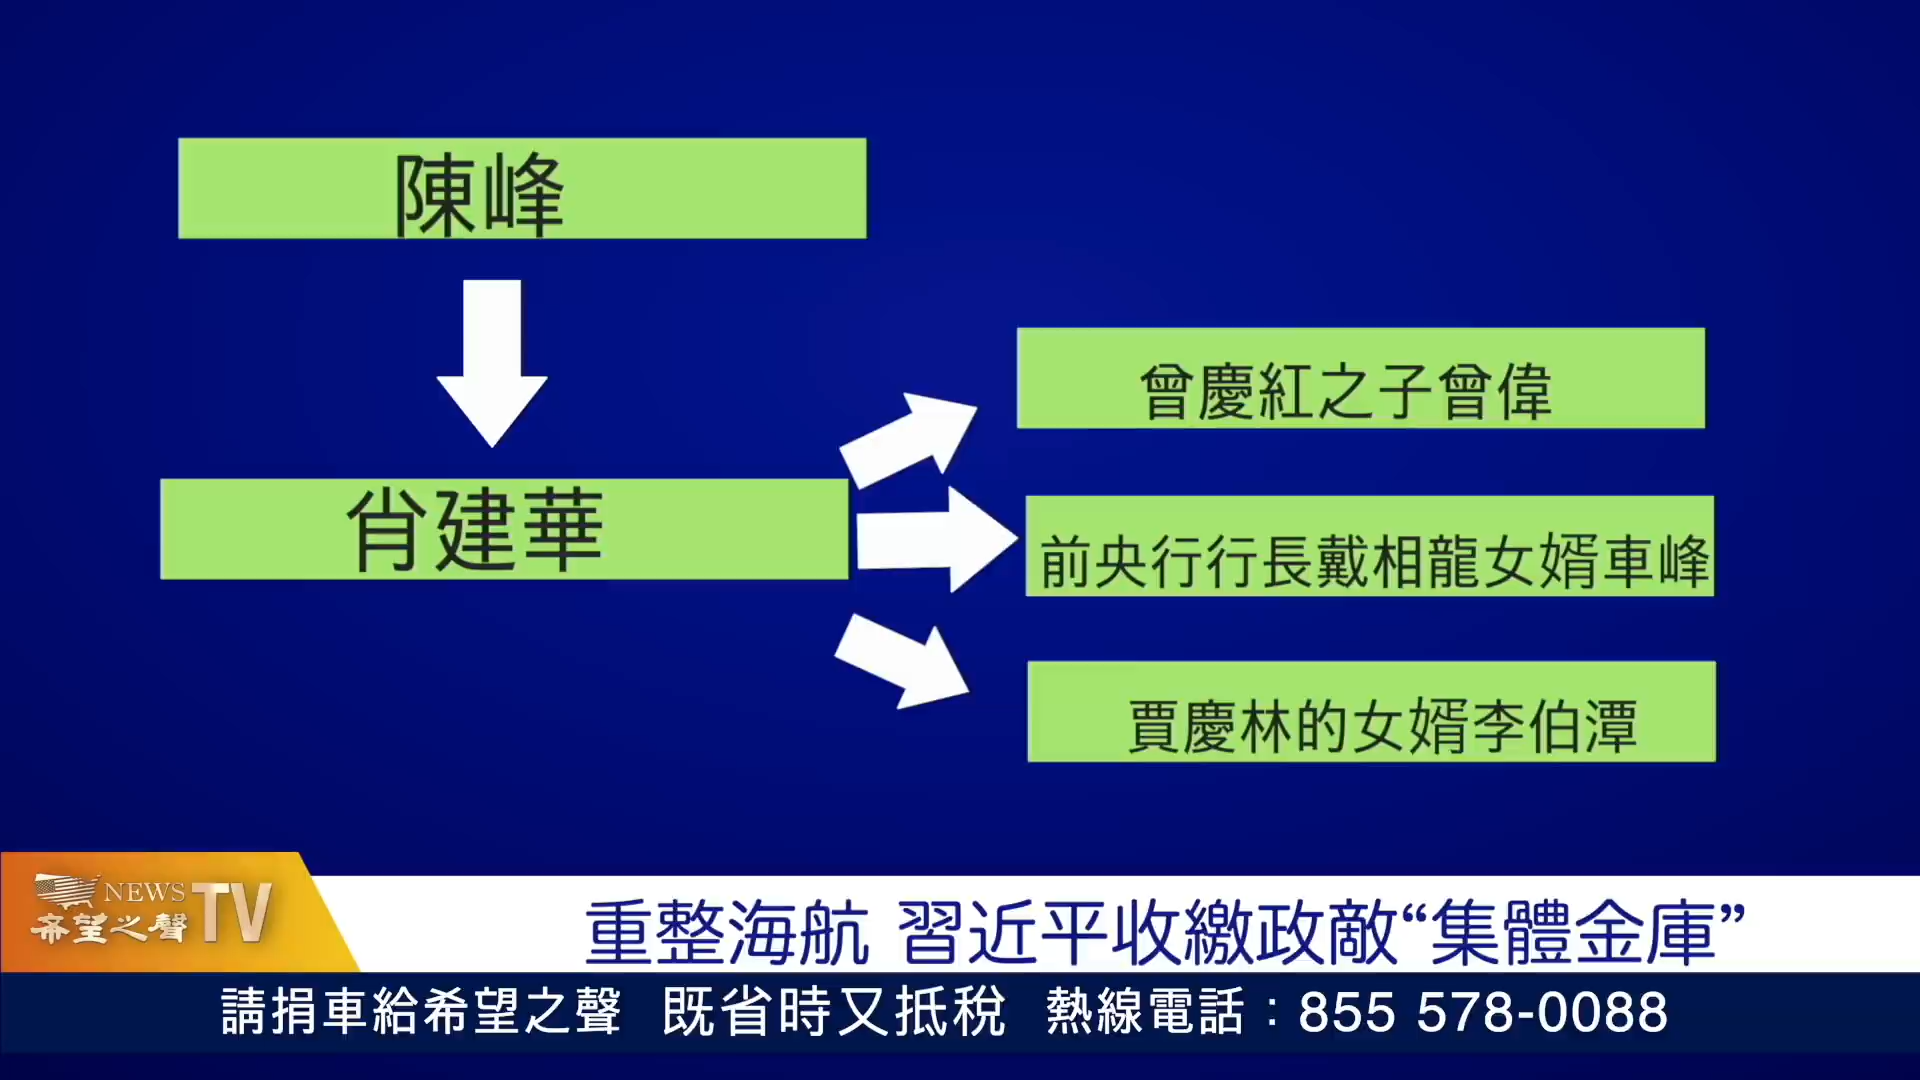 陳峰
肖建華
曾慶紅之子曾偉
前央行行長戴相龍女婿車峰
賈慶林的女婿李伯潭
NEWS
希望之聲 TV
重整海航 習近平收繳政敵“集體金庫”
請捐車給希望之聲 既省時又抵稅 熱線電話：855 578-0088